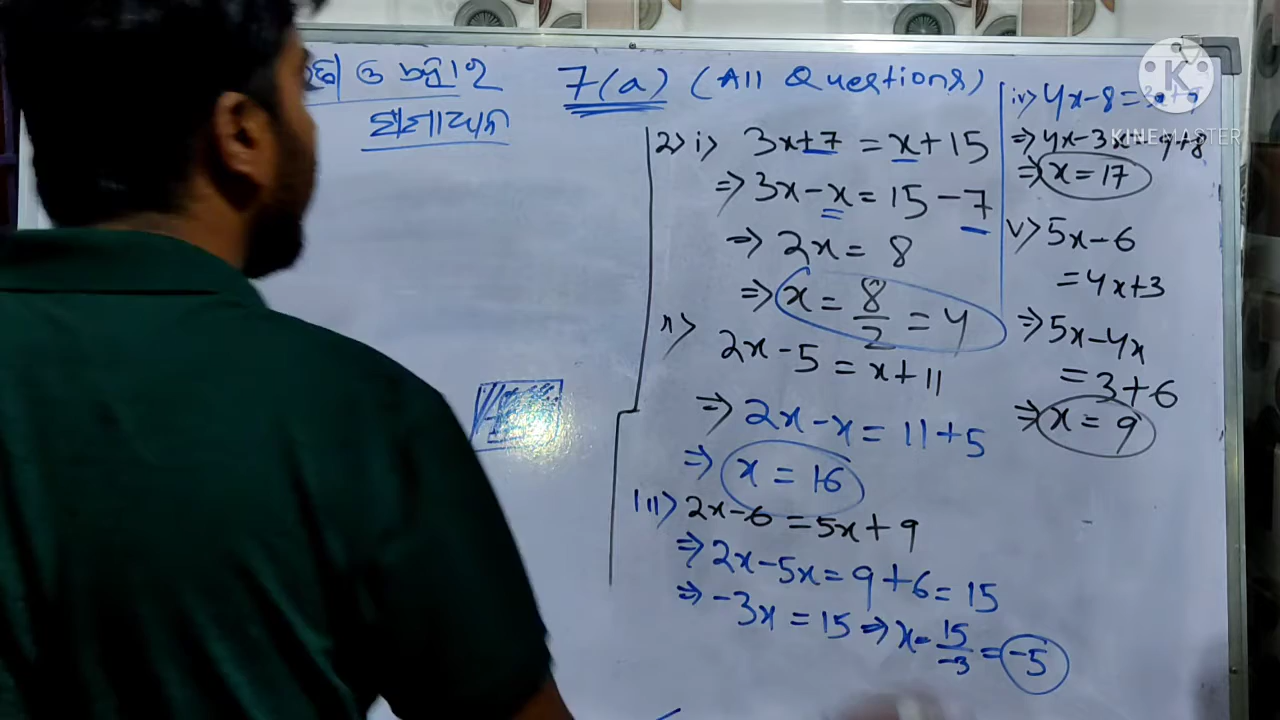 ଓ
7(a) (All Questions)
2> i> 3x+7 = x+15
=> 3x-x = 15-7
=> 2x = 8
=> x = 8/2 = 4
ii> 2x-5 = x+11
=> 2x-x = 11+5
=> x = 16
iii> 2x-6 = 5x+9
=> 2x-5x = 9+6 = 15
=> -3x = 15 => x = 15/-3 = -5
iv> 4x-8 =
=> 4x-3x = 9+8
=> x = 17
v> 5x-6
= 4x+3
=> 5x-4x
= 3+6
=> x = 9
K
KINEMASTER